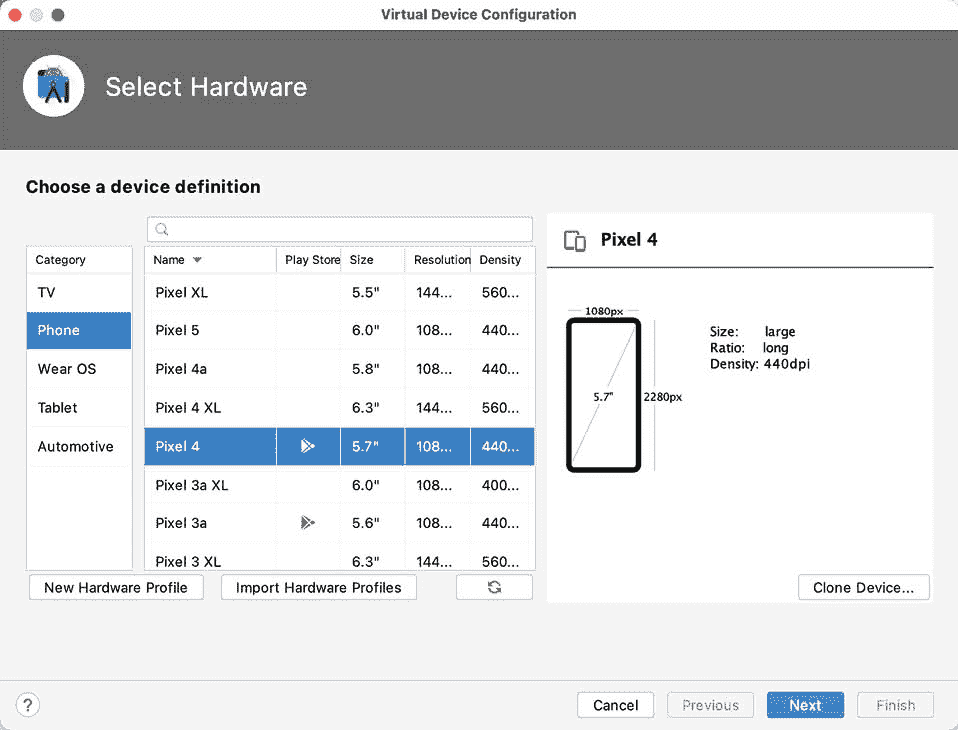 Virtual Device Configuration
Select Hardware
Choose a device definition
Category
TV
Phone
Wear OS
Tablet
Automotive
Name Play Store Size Resolution Density
Pixel XL 5.5" 144... 560...
Pixel 5 6.0" 108... 440...
Pixel 4a 5.8" 108... 440...
Pixel 4 XL 6.3" 144... 560...
Pixel 4 5.7" 108... 440...
Pixel 3a XL 6.0" 108... 400...
Pixel 3a 5.6" 108... 440...
Pixel 3 XL 6.3" 144... 560...
New Hardware Profile Import Hardware Profiles
Pixel 4
1080px
5.7"
2280px
Size: large
Ratio: long
Density: 440dpi
Clone Device...
? Cancel Previous Next Finish